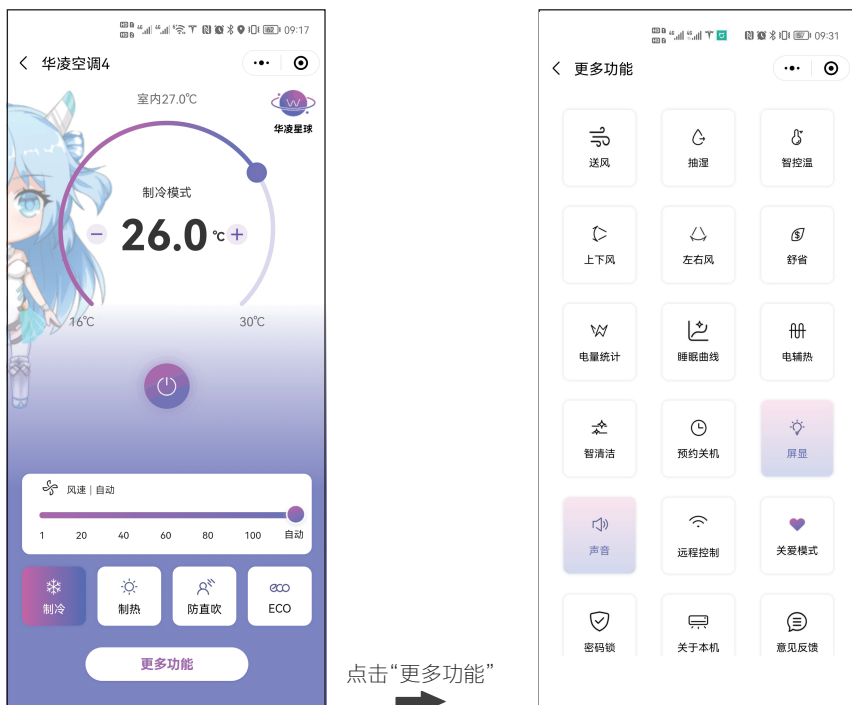 09:17
华凌空调4
室内27.0℃
华凌星球
制冷模式
26.0 ℃
16℃
30℃
风速 | 自动
1 20 40 60 80 100 自动
制冷 制热 防直吹 ECO
更多功能
点击“更多功能”
09:31
更多功能
送风 抽湿 智控温
上下风 左右风 舒省
电量统计 睡眠曲线 电辅热
智清洁 预约关机 屏显
声音 远程控制 关爱模式
密码锁 关于本机 意见反馈